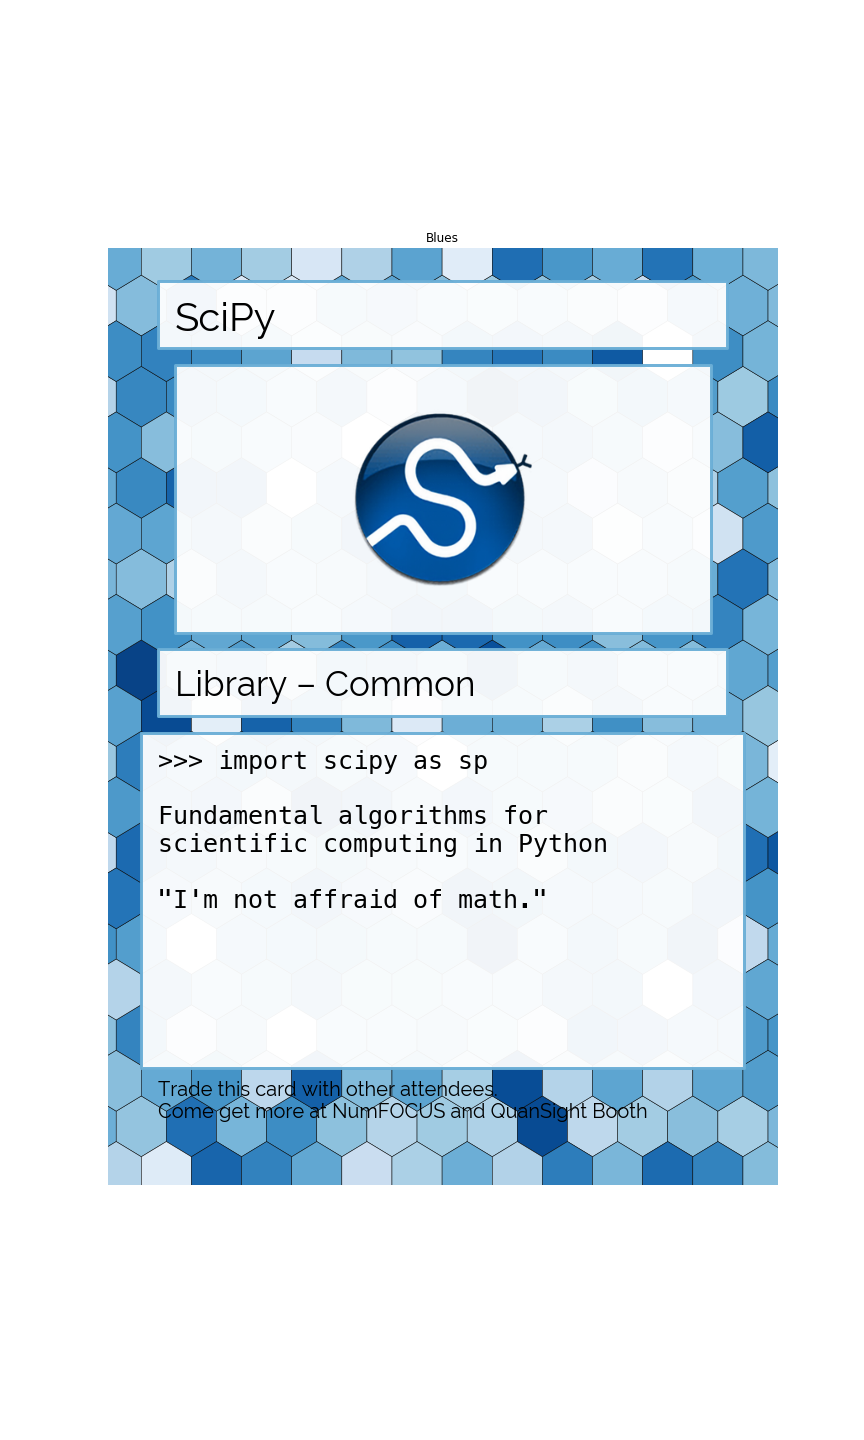 Blues
SciPy
Library – Common
>>> import scipy as sp
Fundamental algorithms for
scientific computing in Python
"I'm not affraid of math."
Trade this card with other attendees.
Come get more at NumFOCUS and QuanSight Booth